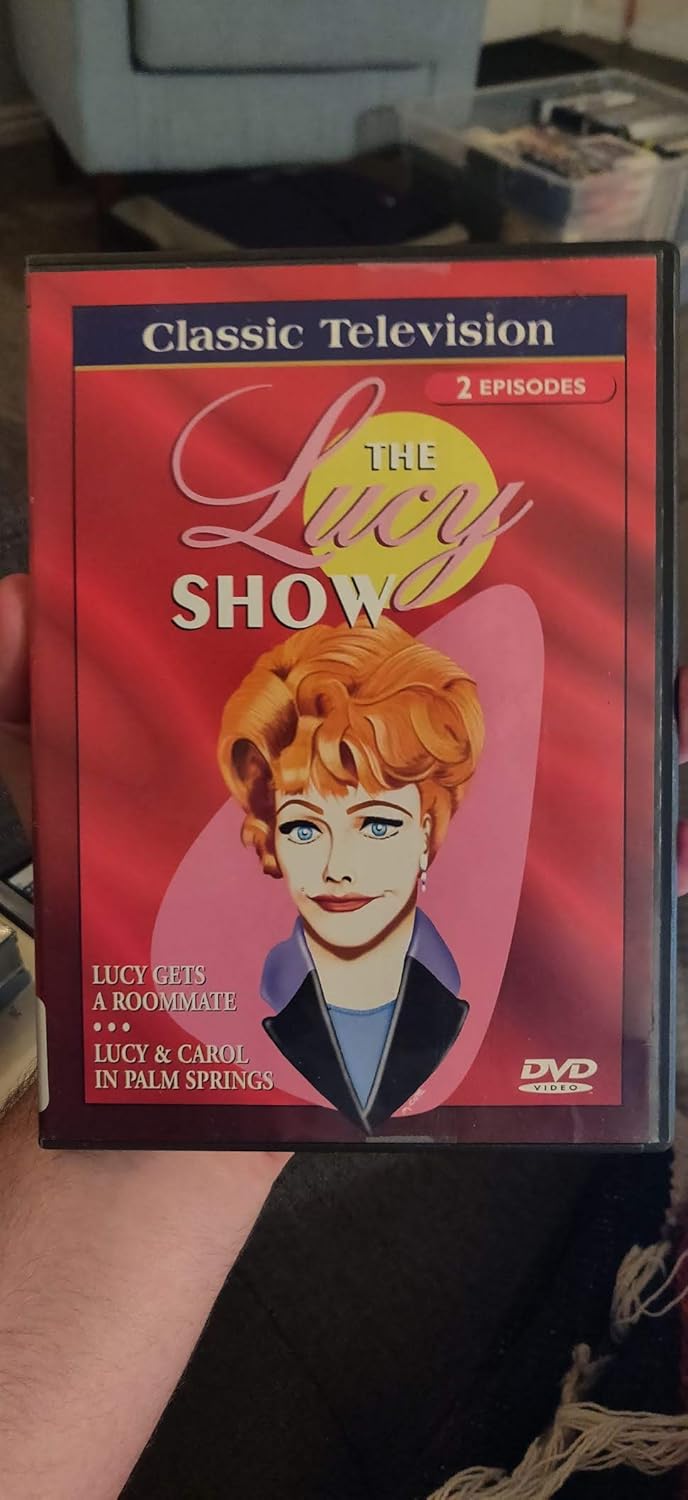 Classic Television
2 EPISODES
THE
Lucy
SHOW
LUCY GETS
A ROOMMATE
•••
LUCY & CAROL
IN PALM SPRINGS
DVD
VIDEO